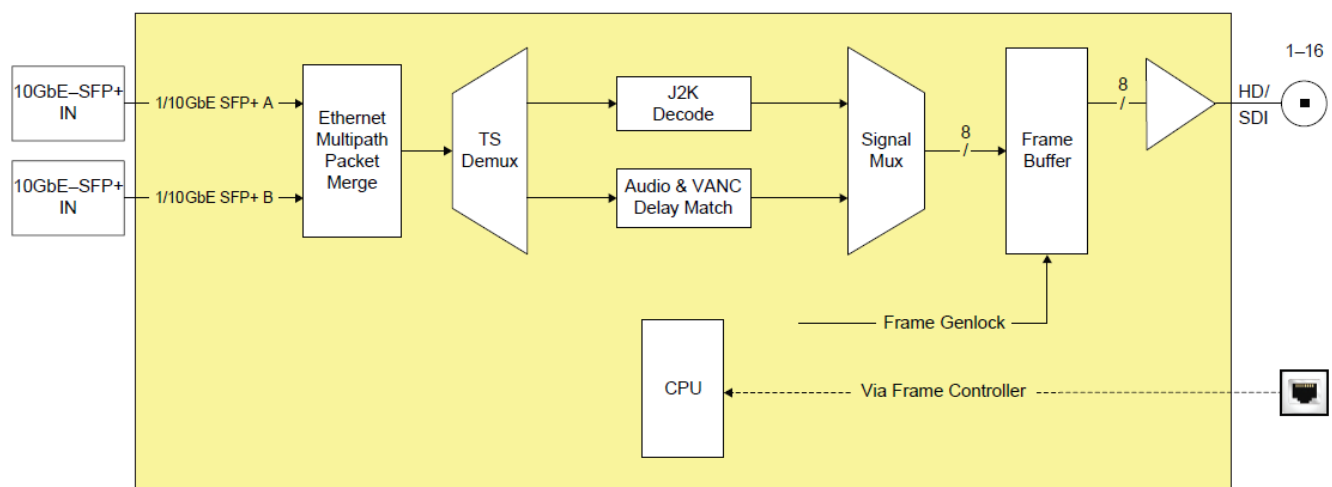 1–16
10GbE–SFP+
IN
1/10GbE SFP+ A
10GbE–SFP+
IN
1/10GbE SFP+ B
Ethernet
Multipath
Packet
Merge
TS
Demux
J2K
Decode
Audio & VANC
Delay Match
Signal
Mux
8
/
Frame
Buffer
8
/
HD/
SDI
Frame Genlock
CPU
Via Frame Controller